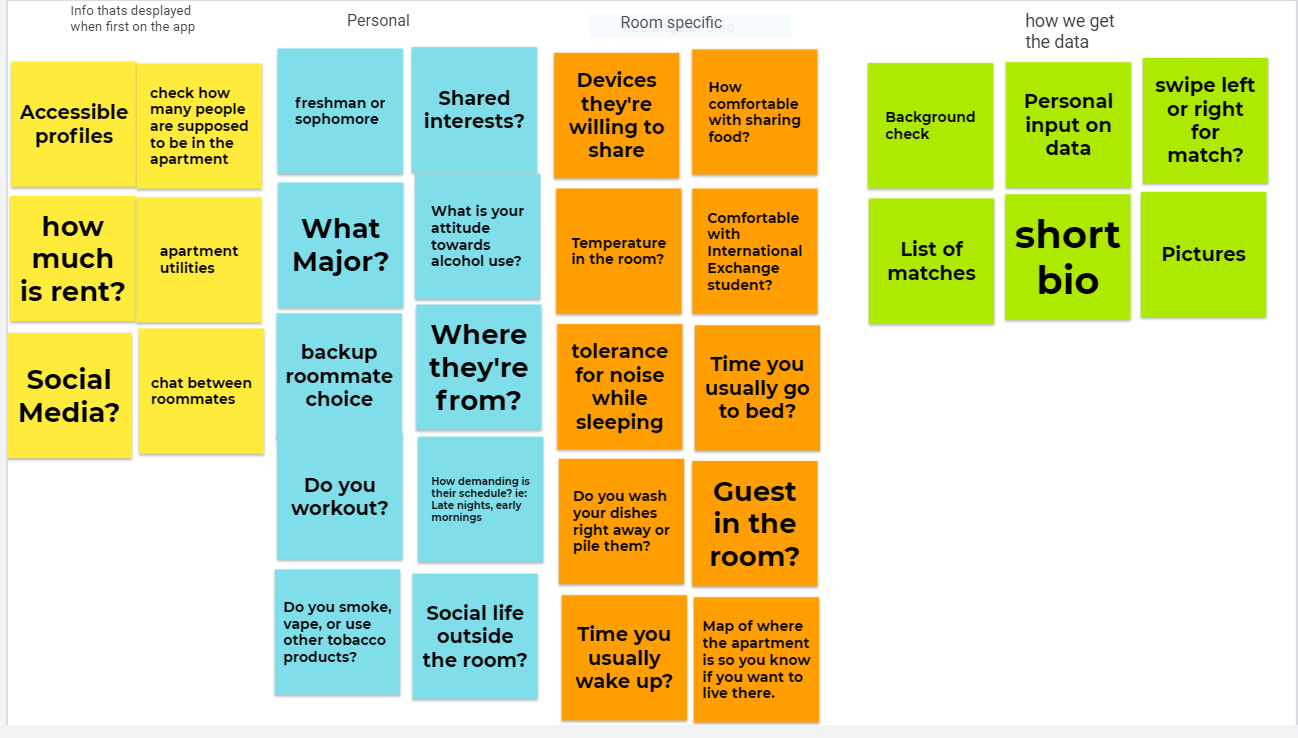 Info thats desplayed
when first on the app
Accessible
profiles
check how
many people
are supposed
to be in the
apartment
how
much
is rent?
apartment
utilities
Social
Media?
chat between
roommates
Personal
freshman or
sophomore
Shared
interests?
What
Major?
What is your
attitude
towards
alcohol use?
backup
roommate
choice
Where
they're
from?
Do you
workout?
How demanding is
their schedule? ie:
Late nights, early
mornings
Do you smoke,
vape, or use
other tobacco
products?
Social life
outside
the room?
Room specific
Devices
they're
willing to
share
How
comfortable
with sharing
food?
Temperature
in the room?
Comfortable
with
International
Exchange
student?
tolerance
for noise
while
sleeping
Time you
usually go
to bed?
Do you wash
your dishes
right away or
pile them?
Guest
in the
room?
Time you
usually
wake up?
Map of where
the apartment
is so you know
if you want to
live there.
how we get
the data
Background
check
Personal
input on
data
swipe left
or right
for
match?
List of
matches
short
bio
Pictures